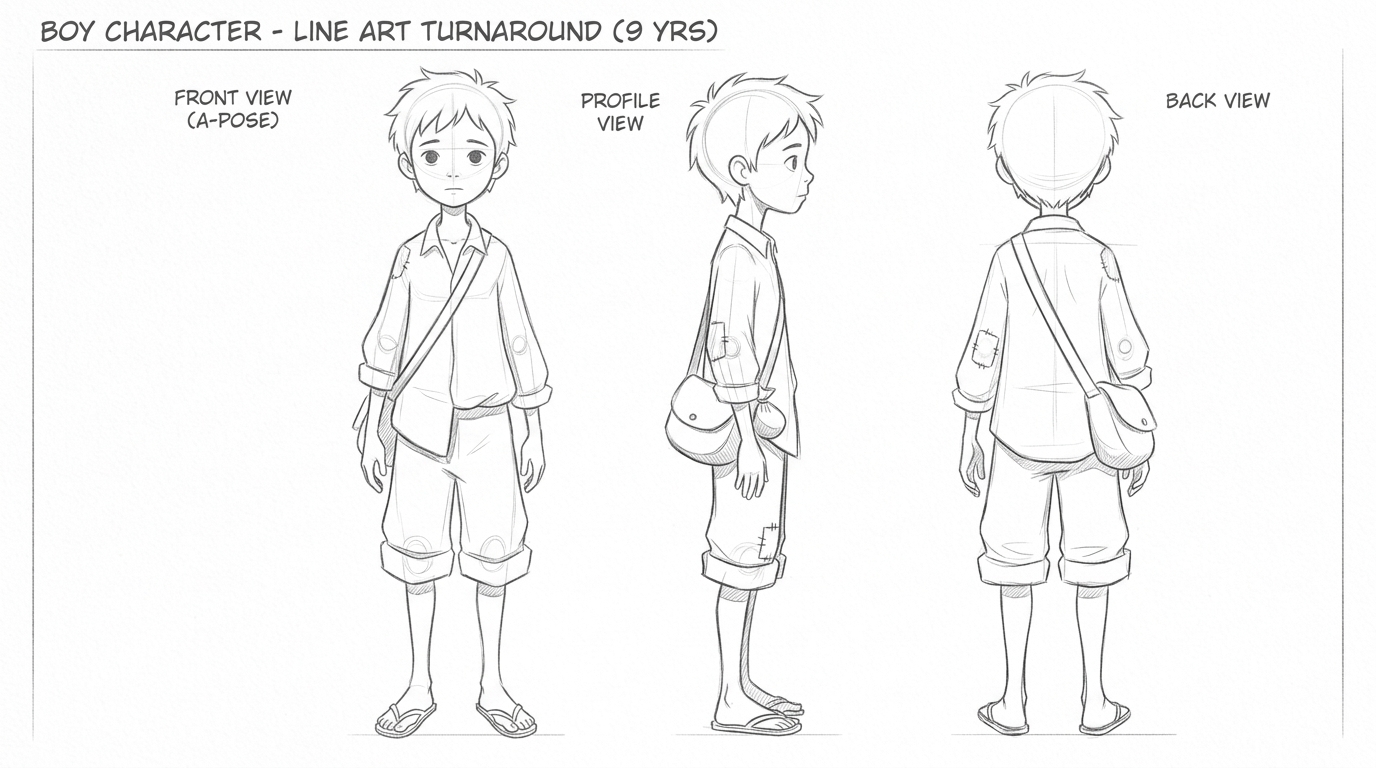 BOY CHARACTER - LINE ART TURNAROUND (9 YRS)
FRONT VIEW
(A-POSE)
PROFILE
VIEW
BACK VIEW